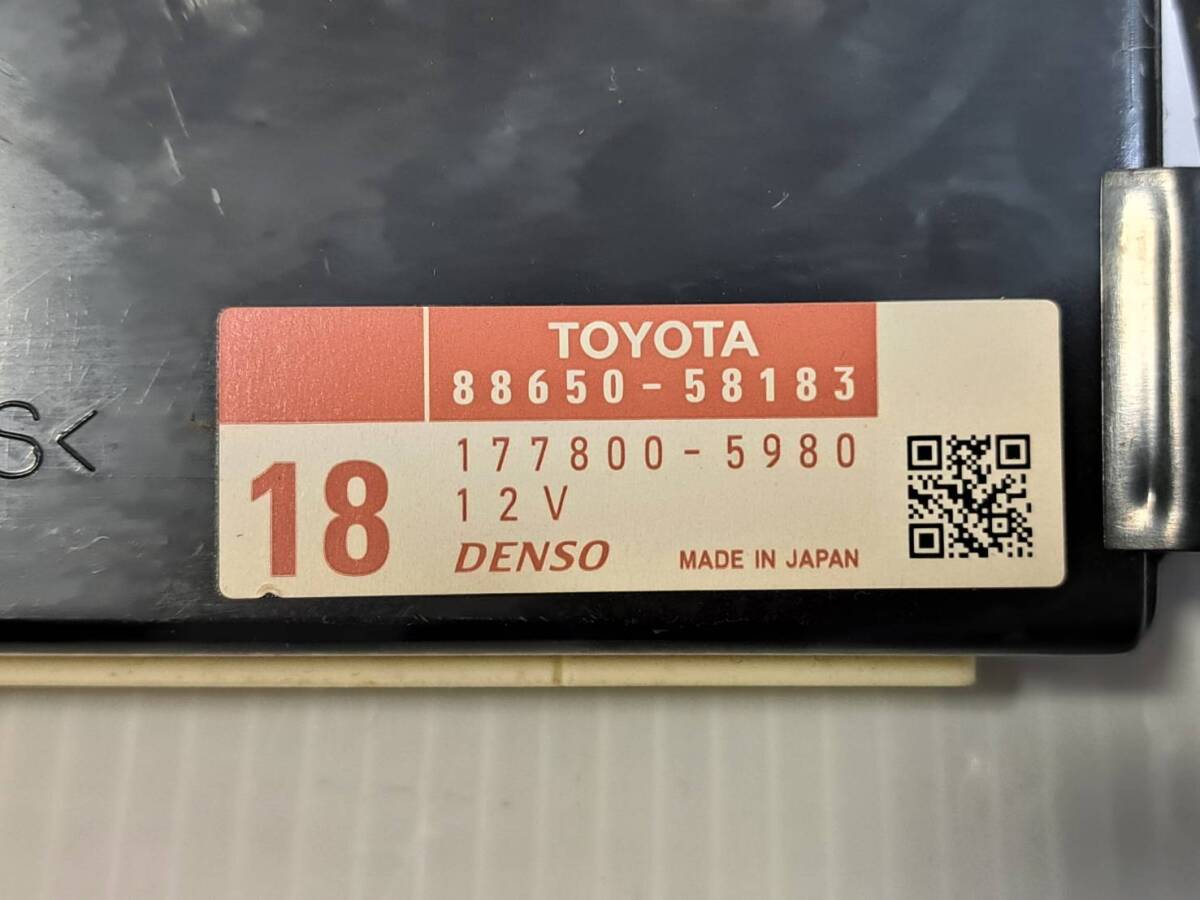 TOYOTA
88650-58183
177800-5980
12V
18
DENSO
MADE IN JAPAN
S<